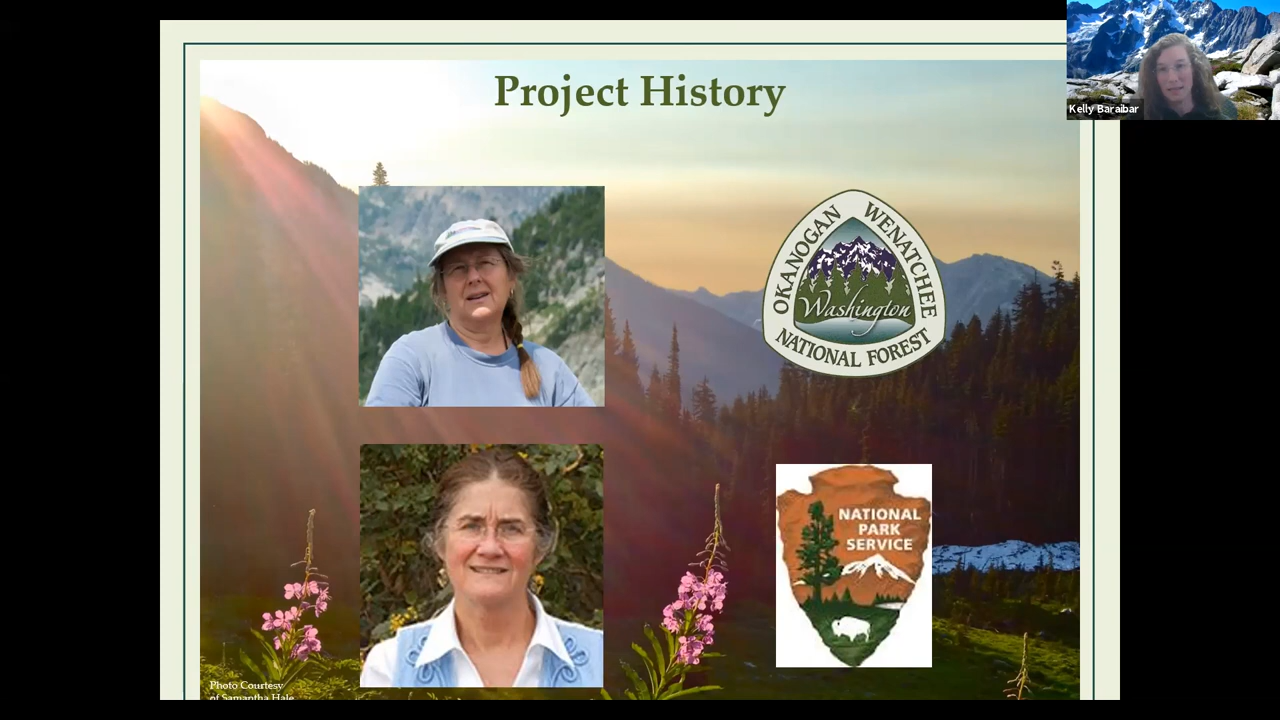 Project History
Kelly Baraibar
OKANOGAN WENATCHEE
Washington
NATIONAL FOREST
NATIONAL
PARK
SERVICE
Photo Courtesy
of Samantha Hale